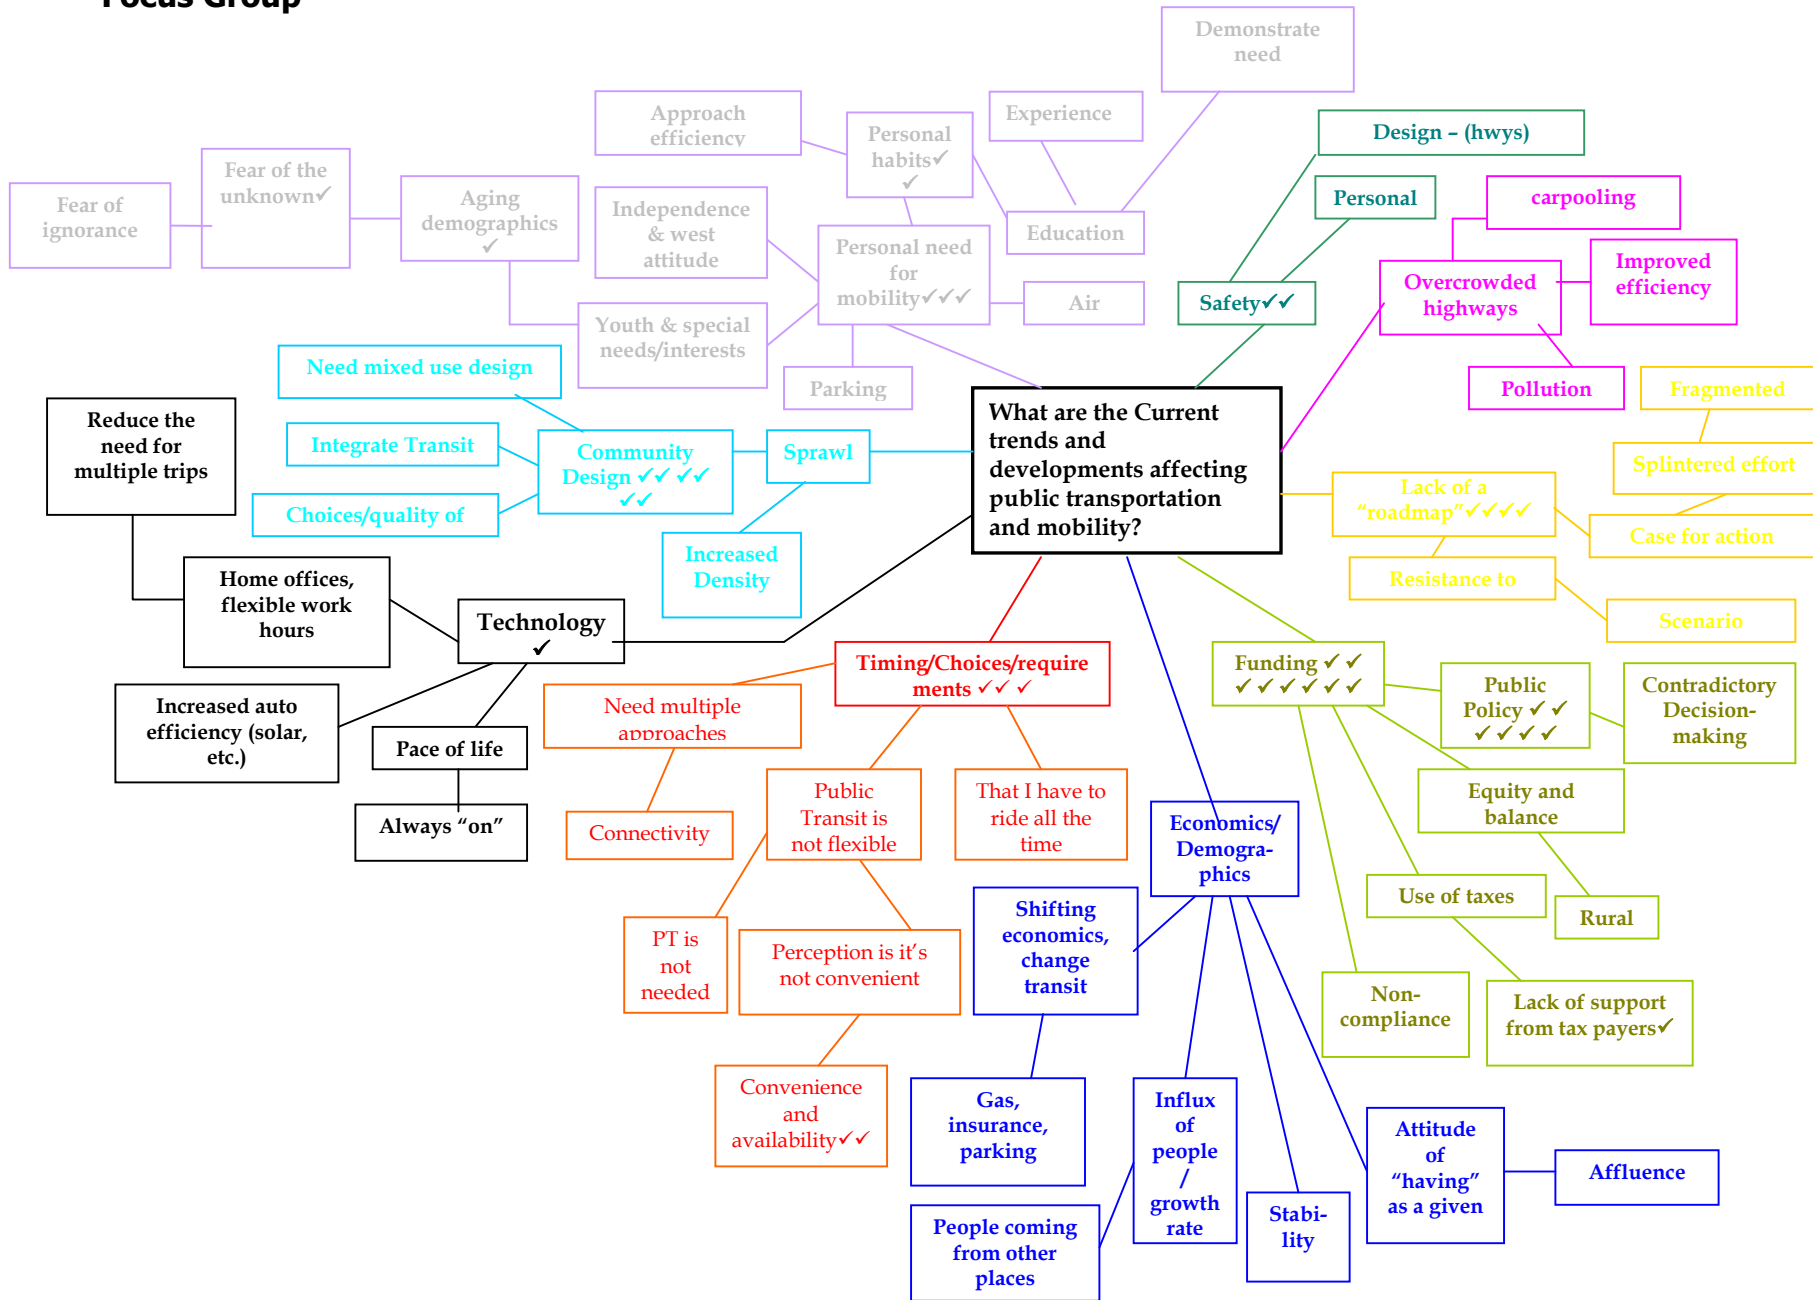 Focus Group
Demonstrate
need
Approach
efficiency
Experience
Personal
habits✓
✓
Design – (hwys)
Fear of the
unknown✓
Fear of
ignorance
Aging
demographics
✓
Independence
& west
attitude
Education
Personal
carpooling
Personal need
for
mobility✓✓✓
Air
Safety✓✓
Overcrowded
highways
Improved
efficiency
Youth & special
needs/interests
Parking
Pollution
Fragmented
Need mixed use design
Reduce the
need for
multiple trips
Integrate Transit
Community
Design ✓✓ ✓✓
✓✓
Sprawl
What are the Current
trends and
developments affecting
public transportation
and mobility?
Splintered effort
Lack of a
“roadmap”✓✓✓✓
Choices/quality of
Case for action
Increased
Density
Resistance to
Scenario
Home offices,
flexible work
hours
Technology
✓
Increased auto
efficiency (solar,
etc.)
Pace of life
Always “on”
Timing/Choices/require
ments ✓✓ ✓
Need multiple
approaches
Connectivity
Public
Transit is
not flexible
That I have to
ride all the
time
PT is
not
needed
Perception is it’s
not convenient
Convenience
and
availability✓✓
Funding ✓ ✓
✓ ✓ ✓ ✓ ✓ ✓
Public
Policy ✓ ✓
✓ ✓ ✓ ✓
Contradictory
Decision-
making
Equity and
balance
Use of taxes
Rural
Non-
compliance
Lack of support
from tax payers✓
Economics/
Demogra-
phics
Shifting
economics,
change
transit
Gas,
insurance,
parking
Influx
of
people
/
growth
rate
People coming
from other
places
Stabi-
lity
Attitude
of
“having”
as a given
Affluence